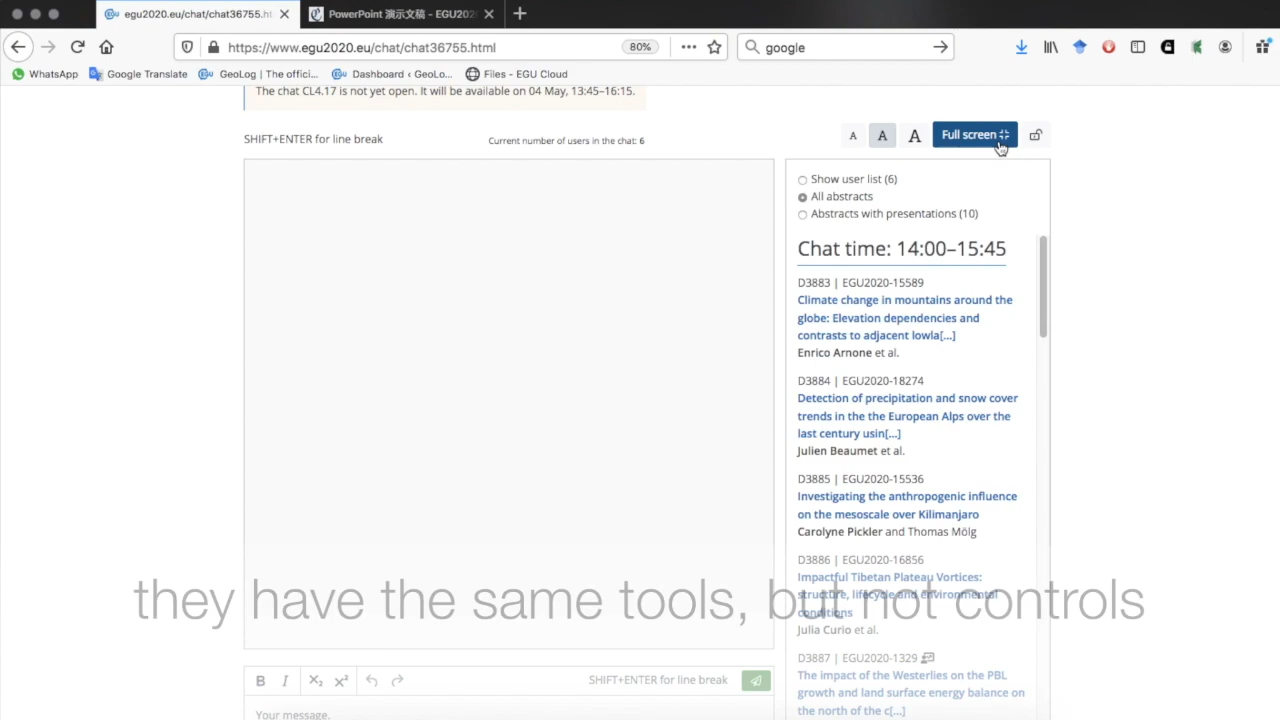 egu2020.eu/chat/chat36755.ht
PowerPoint 演示文稿 - EGU202
https://www.egu2020.eu/chat/chat36755.html
80%
google
WhatsApp
Google Translate
GeoLog | The offici...
Dashboard ‹ GeoLo...
Files - EGU Cloud
The chat CL4.17 is not yet open. It will be available on 04 May, 13:45–16:15.
SHIFT+ENTER for line break
Current number of users in the chat: 6
A A A
Full screen
Show user list (6)
All abstracts
Abstracts with presentations (10)
Chat time: 14:00–15:45
D3883 | EGU2020-15589
Climate change in mountains around the
globe: Elevation dependencies and
contrasts to adjacent lowla[...]
Enrico Arnone et al.
D3884 | EGU2020-18274
Detection of precipitation and snow cover
trends in the the European Alps over the
last century usin[...]
Julien Beaumet et al.
D3885 | EGU2020-15536
Investigating the anthropogenic influence
on the mesoscale over Kilimanjaro
Carolyne Pickler and Thomas Mölg
D3886 | EGU2020-16856
Impactful Tibetan Plateau Vortices:
structure, lifecycle and environmental
conditions
Julia Curio et al.
they have the same tools, but not controls
D3887 | EGU2020-1329
The impact of the Westerlies on the PBL
growth and land surface energy balance on
the north of the c[...]
B I X₂ X²
SHIFT+ENTER for line break
Your message.